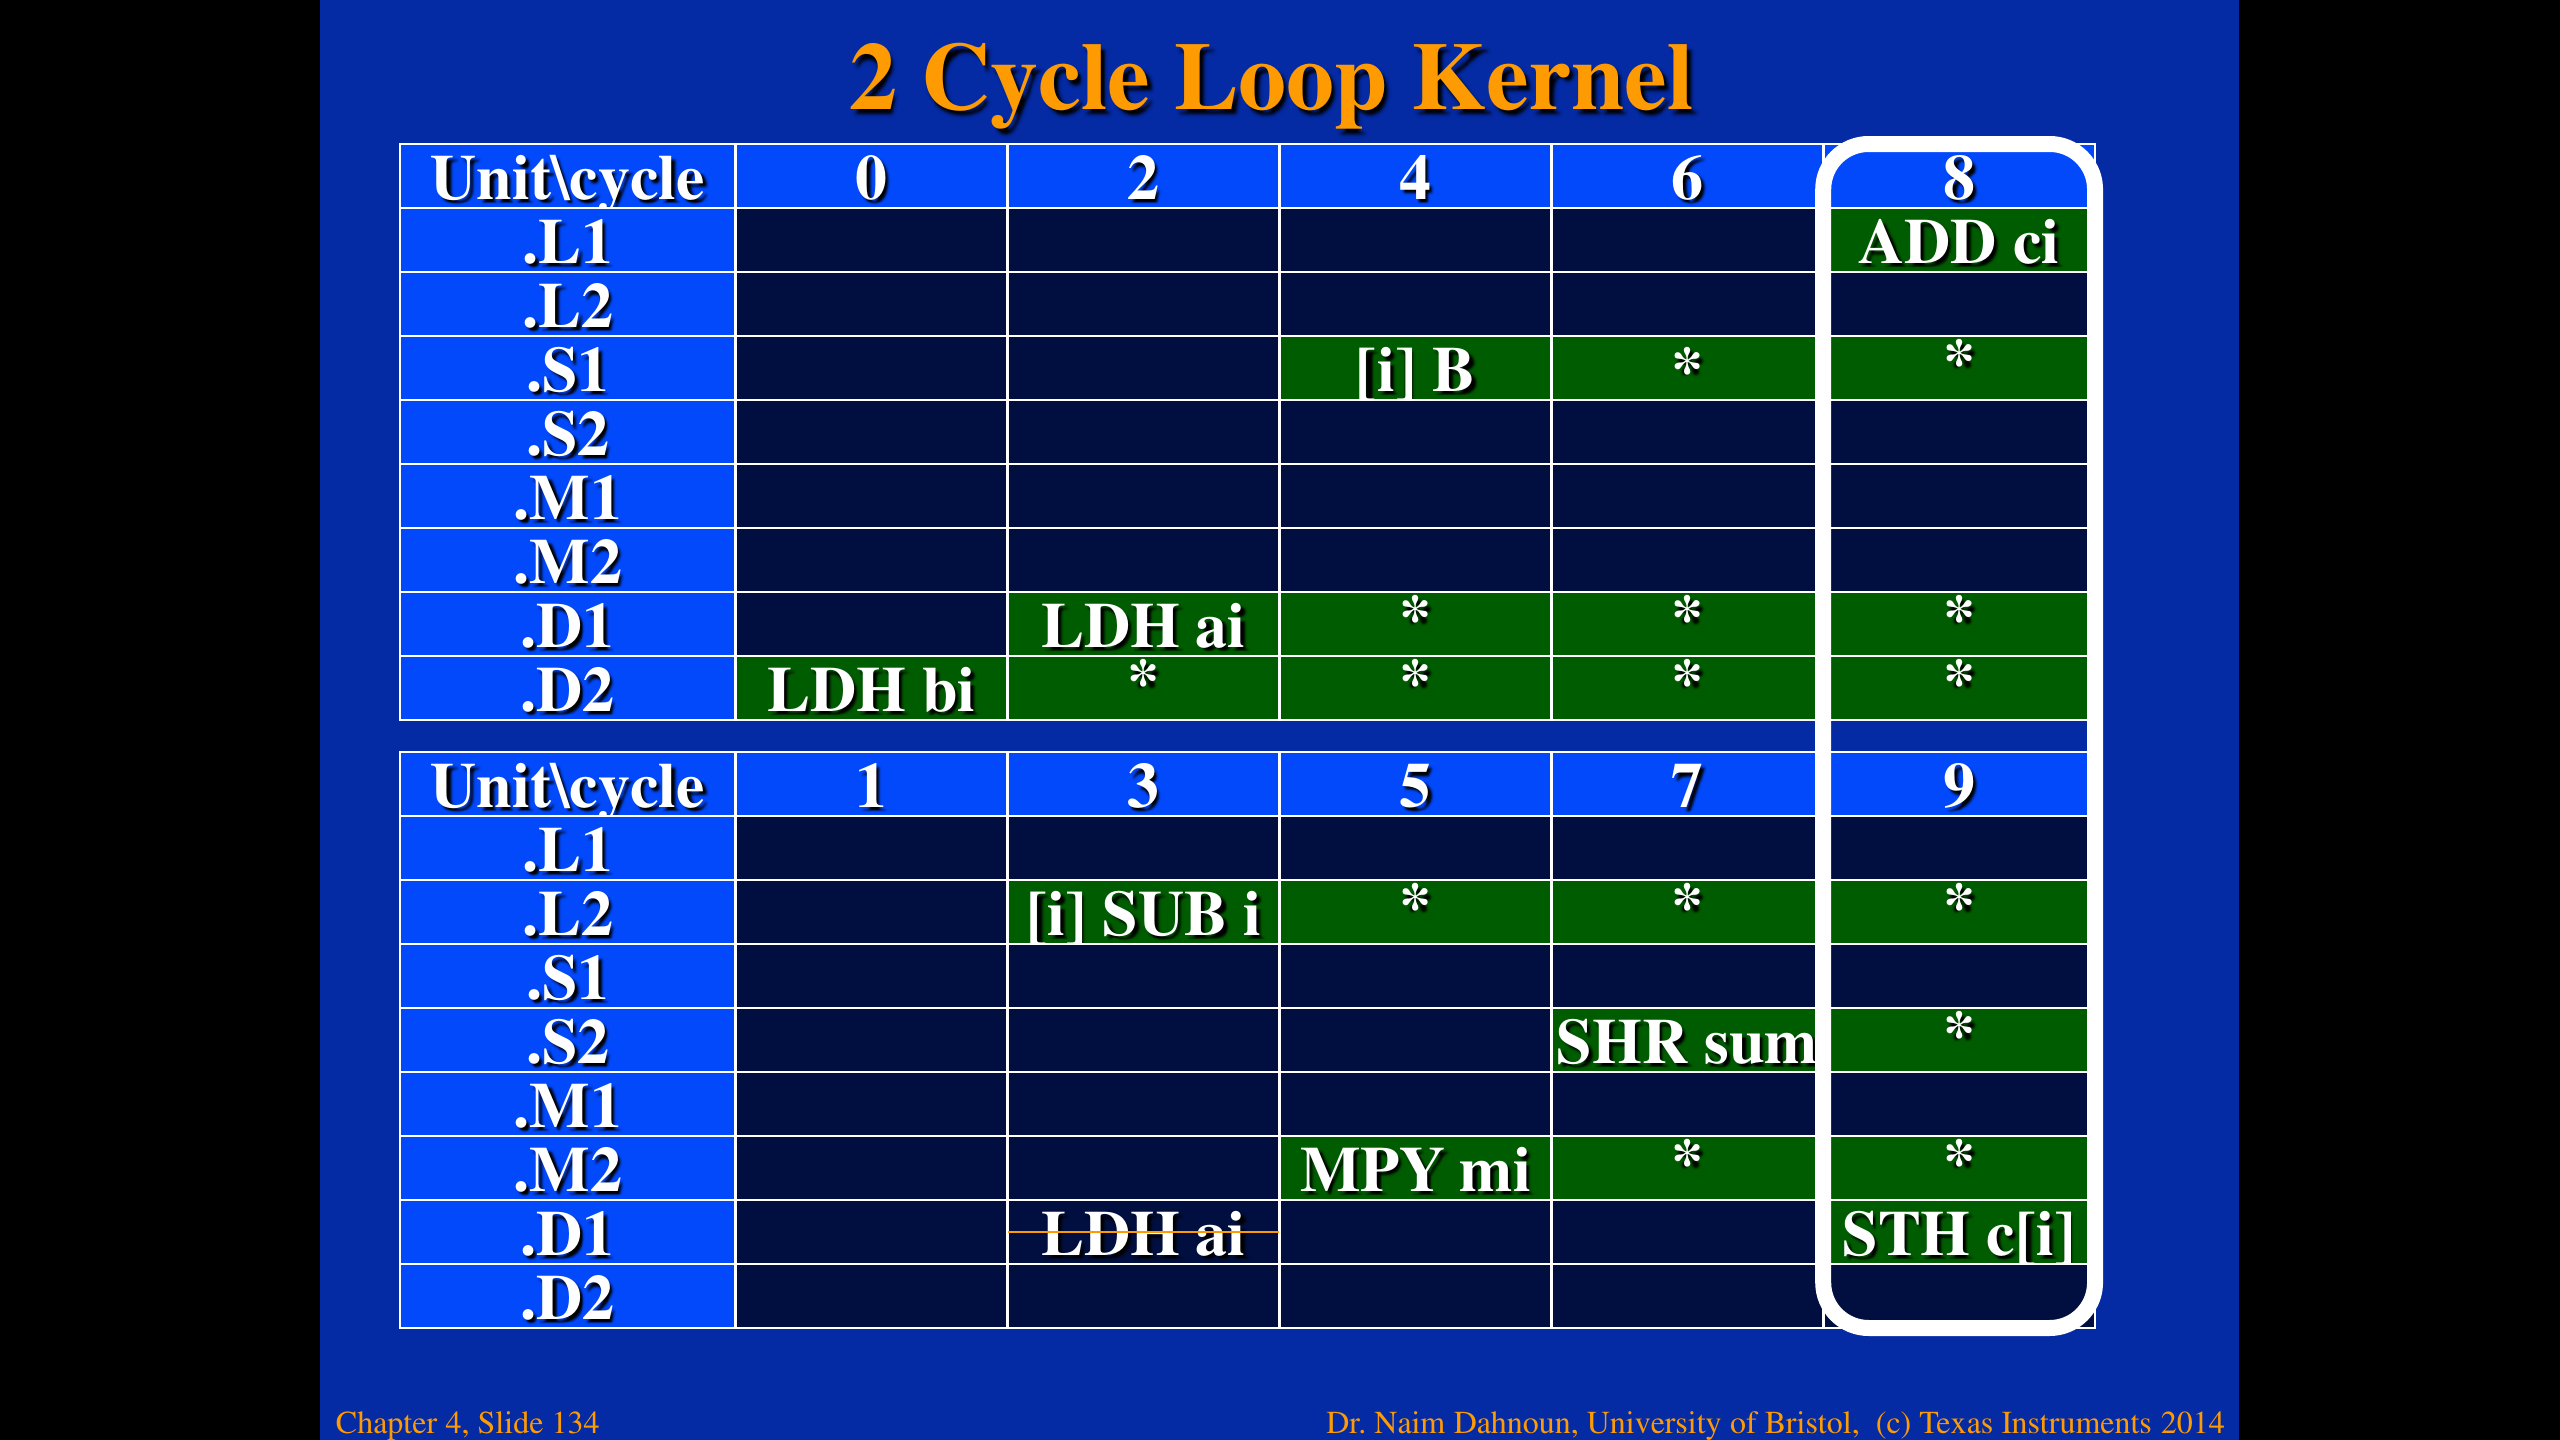 2 Cycle Loop Kernel
Unit\cycle 0 2 4 6 8
.L1 ADD ci
.L2
.S1 [i] B * *
.S2
.M1
.M2
.D1 LDH ai * * *
.D2 LDH bi * * * *
Unit\cycle 1 3 5 7 9
.L1
.L2 [i] SUB i * * *
.S1
.S2 SHR sum *
.M1
.M2 MPY mi * *
.D1 LDH ai STH c[i]
.D2
Chapter 4, Slide 134 Dr. Naim Dahnoun, University of Bristol, (c) Texas Instruments 2014